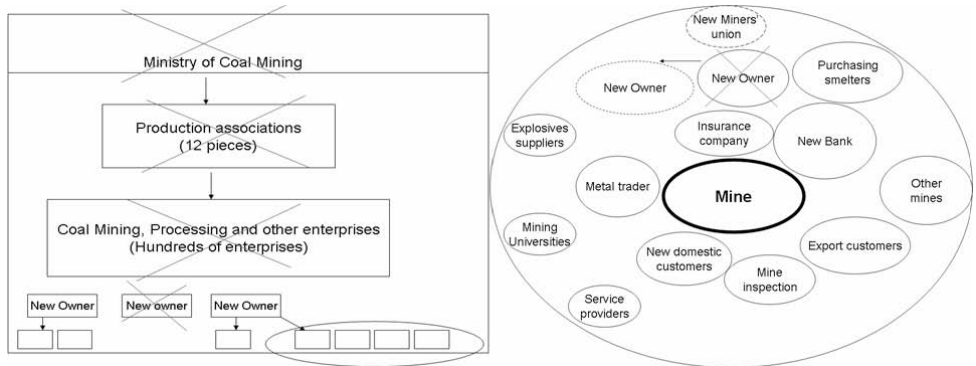 Ministry of Coal Mining
Production associations
(12 pieces)
Coal Mining, Processing and other enterprises
(Hundreds of enterprises)
New Owner
New owner
New Owner
New Miners'
union
New Owner
New Owner
Purchasing
smelters
Explosives
suppliers
Insurance
company
New Bank
Metal trader
Mine
Other
mines
Mining
Universities
New domestic
customers
Export customers
Mine
inspection
Service
providers